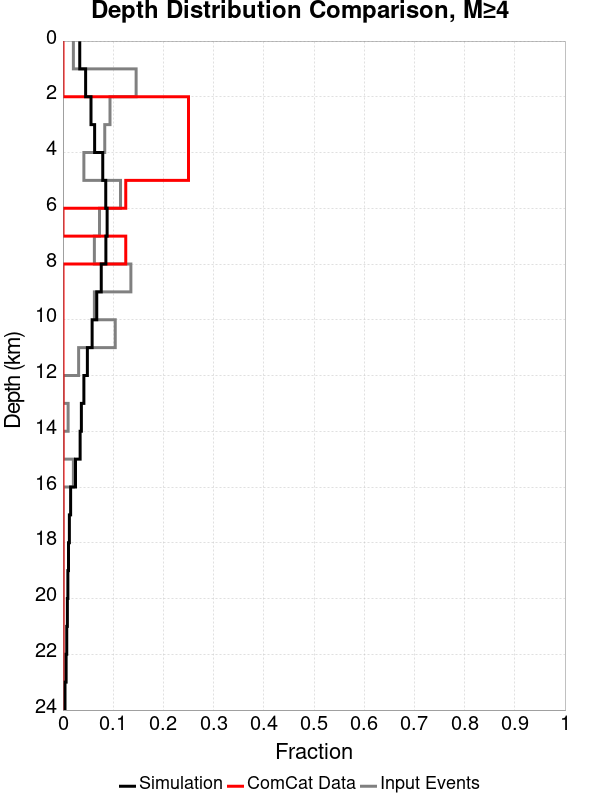 Depth Distribution Comparison, M≥4
0
2
4
6
8
10
12
14
16
18
20
22
24
Depth (km)
0 0.1 0.2 0.3 0.4 0.5 0.6 0.7 0.8 0.9 1
Fraction
Simulation ComCat Data Input Events